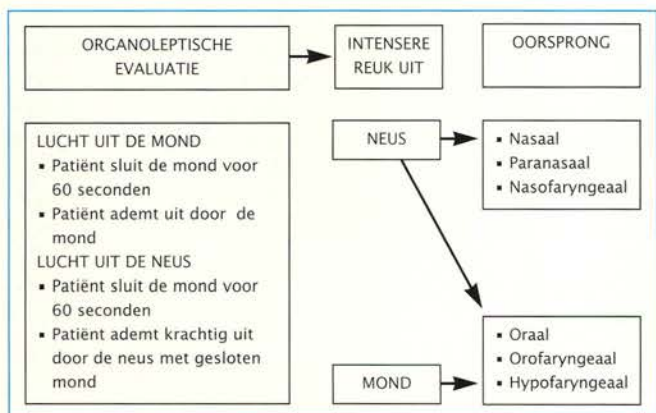 ORGANOLEPTISCHE
EVALUATIE
INTENSERE
REUK UIT
OORSPRONG
LUCHT UIT DE MOND
▪ Patiënt sluit de mond voor
60 seconden
▪ Patiënt ademt uit door de
mond
LUCHT UIT DE NEUS
▪ Patiënt sluit de mond voor
60 seconden
▪ Patiënt ademt krachtig uit
door de neus met gesloten
mond
NEUS
▪ Nasaal
▪ Paranasaal
▪ Nasofaryngeaal
MOND
▪ Oraal
▪ Orofaryngeaal
▪ Hypofaryngeaal